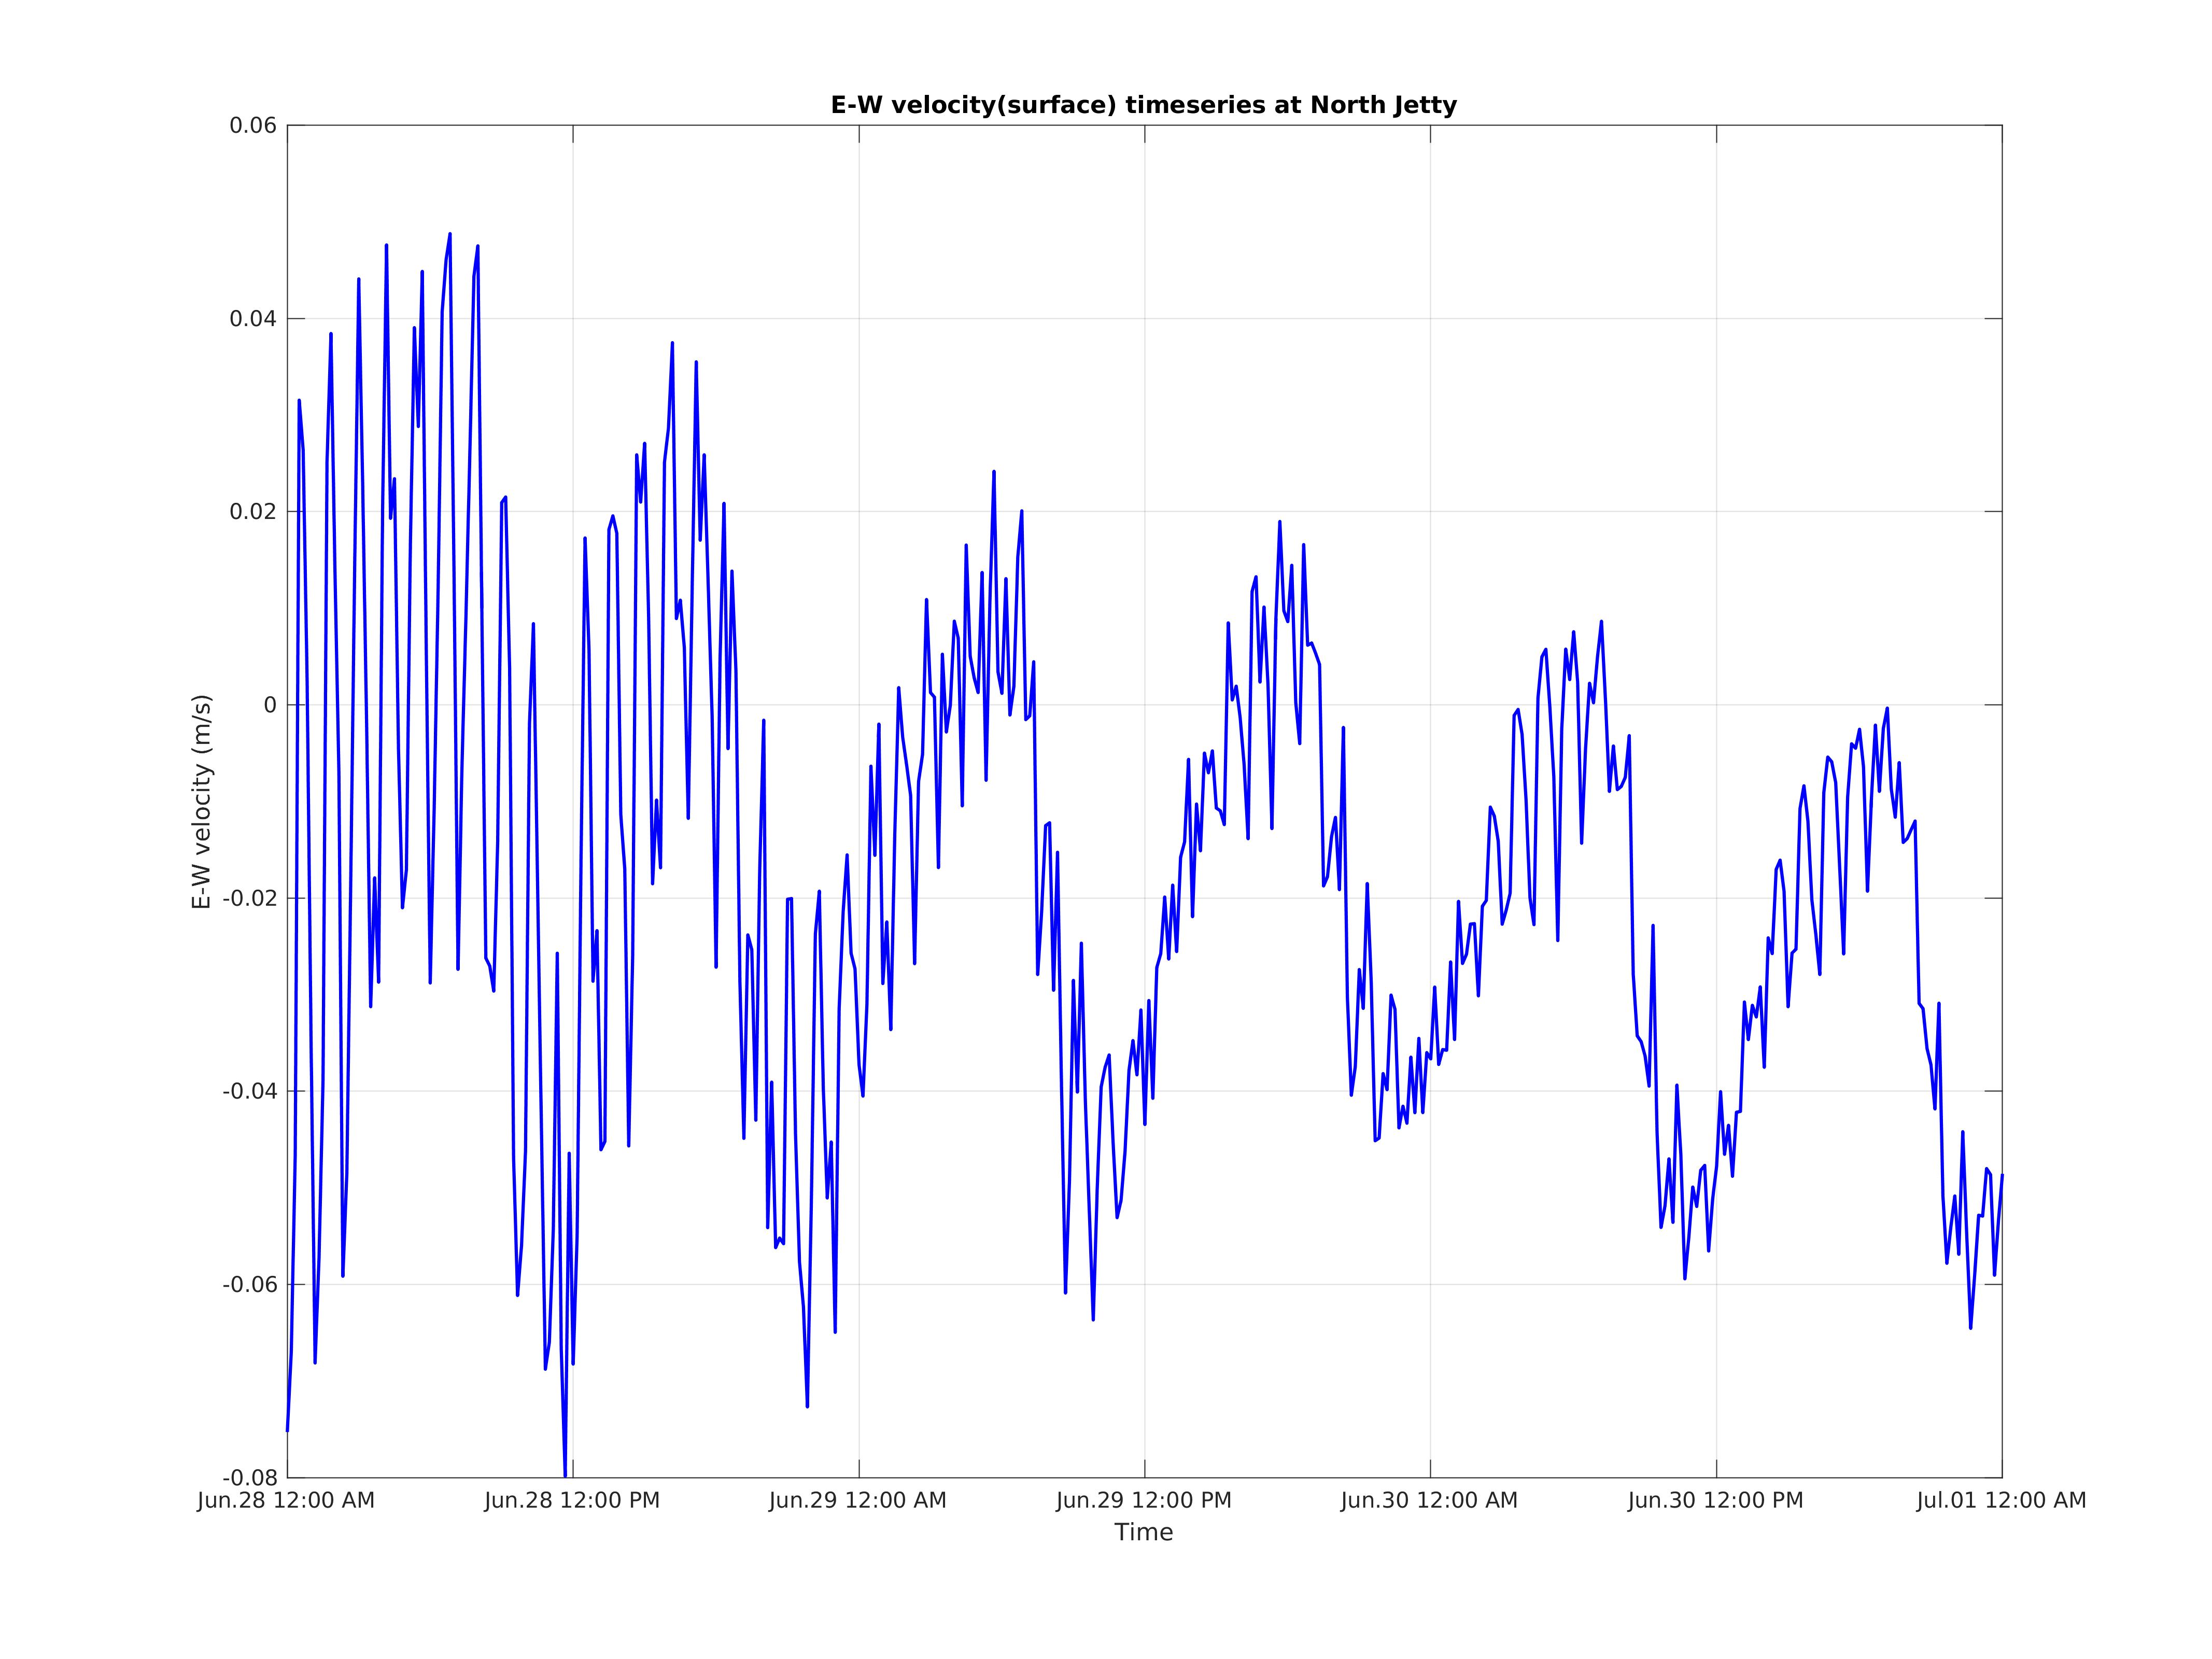 E-W velocity(surface) timeseries at North Jetty
0.06
0.04
0.02
0
-0.02
-0.04
-0.06
-0.08
E-W velocity (m/s)
Jun.28 12:00 AM Jun.28 12:00 PM Jun.29 12:00 AM Jun.29 12:00 PM Jun.30 12:00 AM Jun.30 12:00 PM Jul.01 12:00 AM
Time